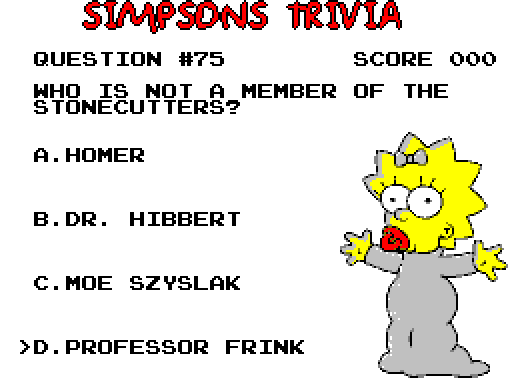 SIMPSONS TRIVIA
QUESTION #75 SCORE 000
WHO IS NOT A MEMBER OF THE
STONECUTTERS?
A.HOMER
B.DR. HIBBERT
C.MOE SZYSLAK
>D.PROFESSOR FRINK